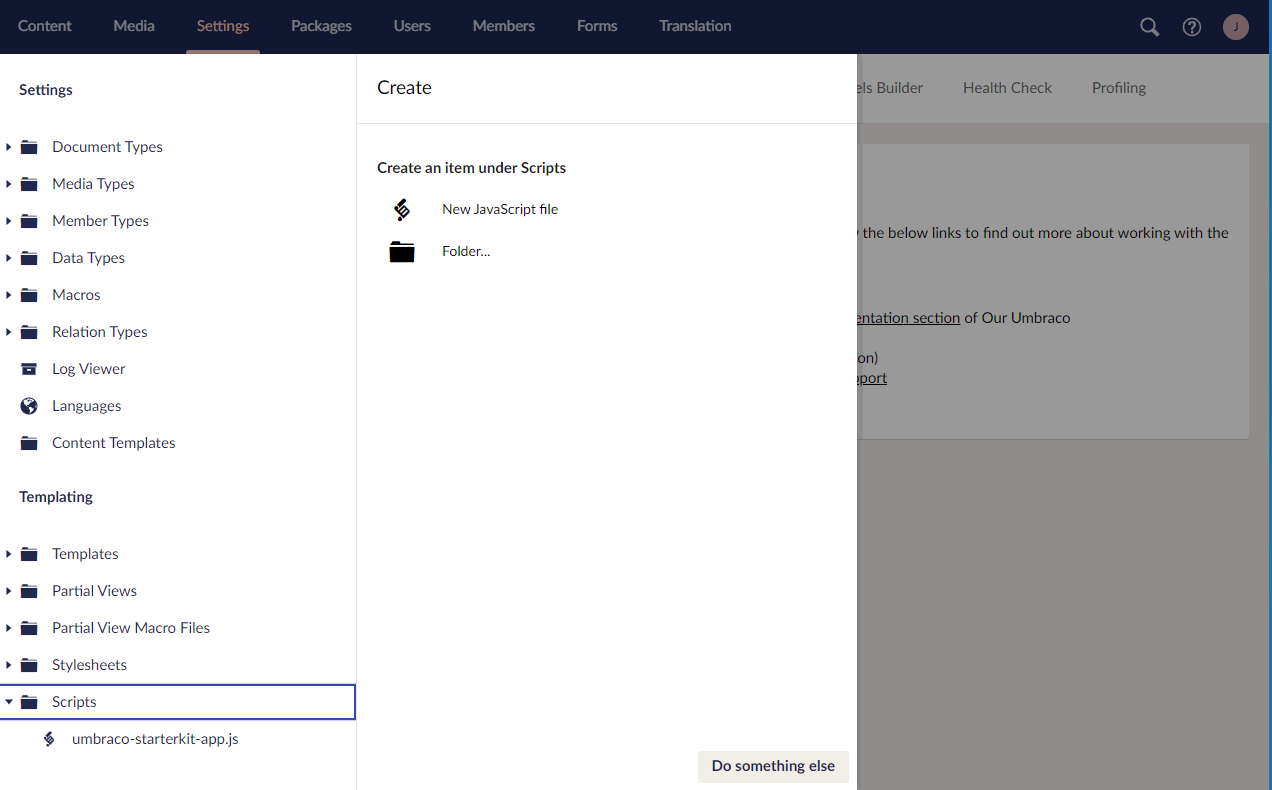 Content Media Settings Packages Users Members Forms Translation J
Settings
Document Types
Media Types
Member Types
Data Types
Macros
Relation Types
Log Viewer
Languages
Content Templates
Templating
Templates
Partial Views
Partial View Macro Files
Stylesheets
Scripts
umbraco-starterkit-app.js
Create
Create an item under Scripts
New JavaScript file
Folder...
Do something else
els Builder Health Check Profiling
the below links to find out more about working with the
entation section of Our Umbraco
on)
pport